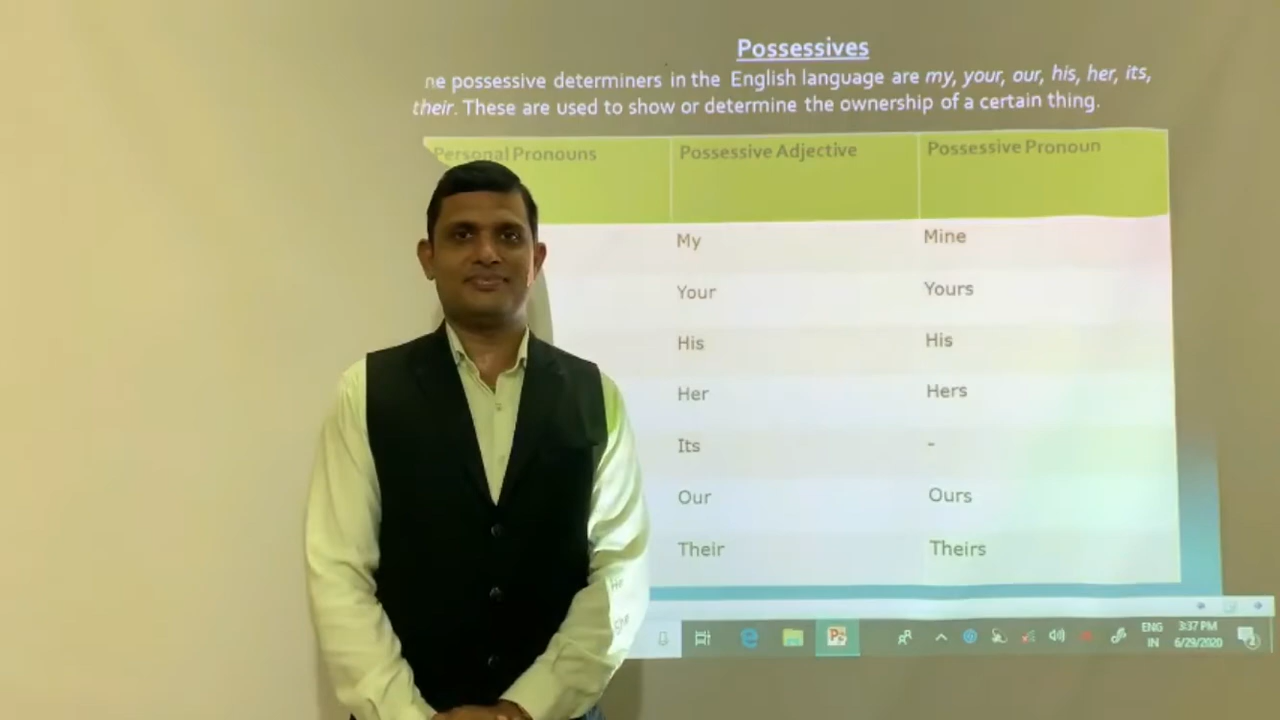 Possessives
ne possessive determiners in the English language are my, your, our, his, her, its,
their. These are used to show or determine the ownership of a certain thing.
Personal Pronouns Possessive Adjective Possessive Pronoun
My Mine
Your Yours
His His
Her Hers
Its -
Our Ours
Their Theirs
ENG 3:37 PM
IN 6/29/2020